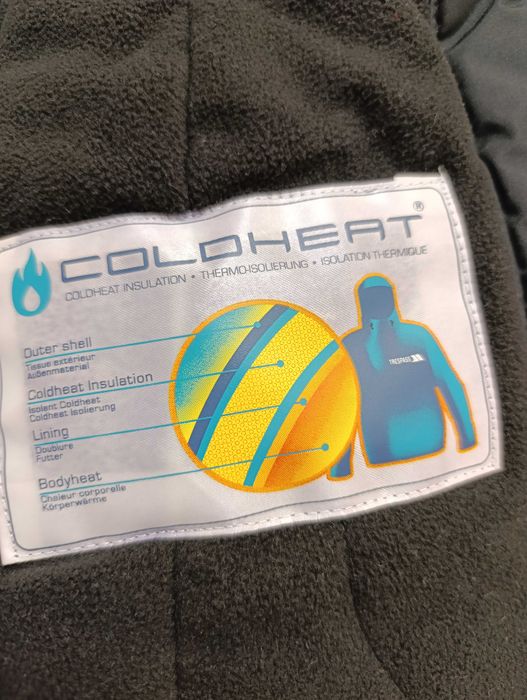 COLDHEAT®
COLDHEAT INSULATION • THERMO-ISOLIERUNG • ISOLATION THERMIQUE
Outer shell
Tissue extérieur
Außenmaterial
Coldheat Insulation
Isolant Coldheat
Coldheat Isolierung
Lining
Doublure
Futter
Bodyheat
Chaleur corporelle
Körperwärme
TRESPASS